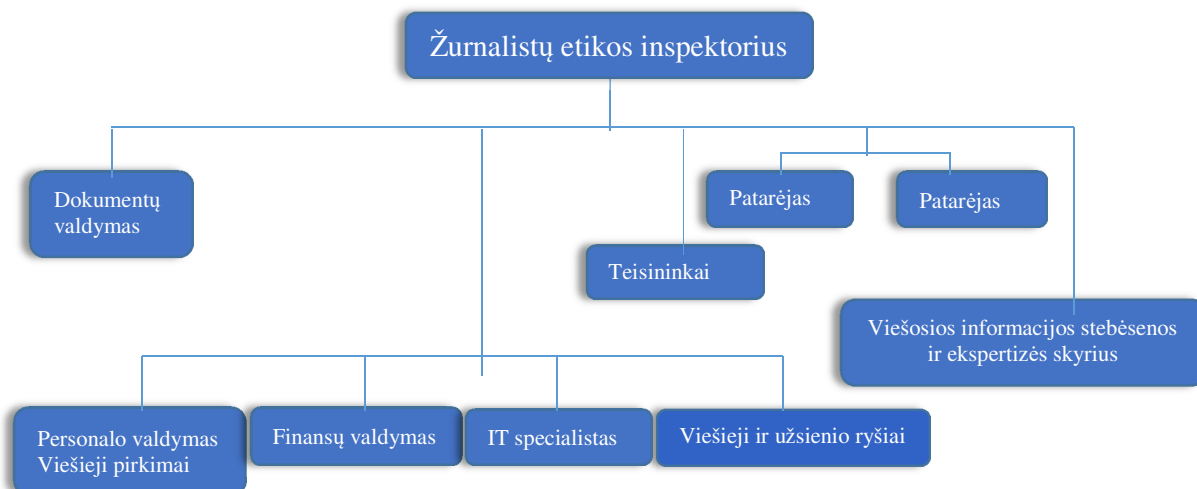 Žurnalistų etikos inspektorius
Dokumentų
valdymas
Patarėjas
Patarėjas
Teisininkai
Viešosios informacijos stebėsenos
ir ekspertizės skyrius
Personalo valdymas
Viešieji pirkimai
Finansų valdymas
IT specialistas
Viešieji ir užsienio ryšiai